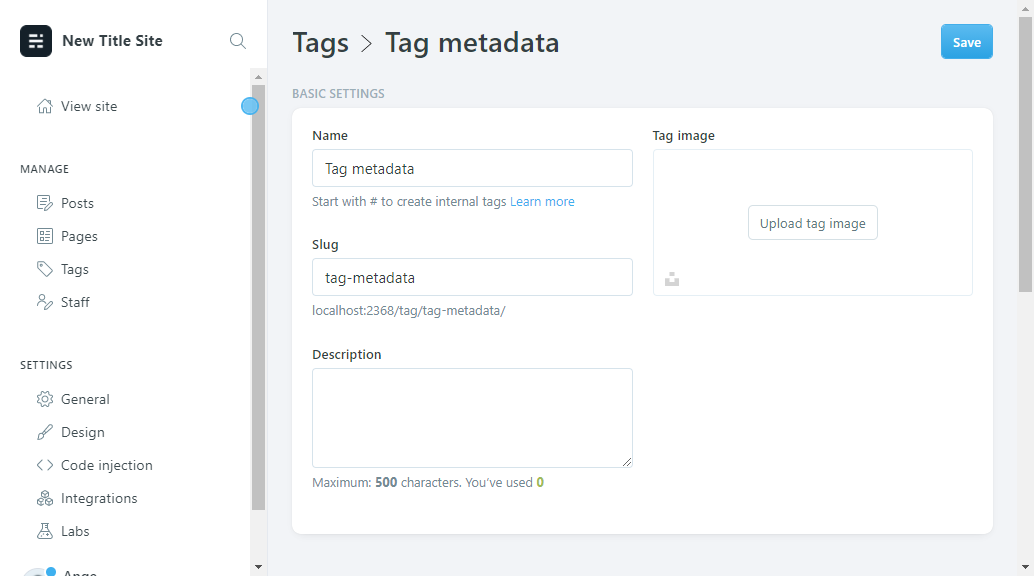 New Title Site
View site
MANAGE
Posts
Pages
Tags
Staff
SETTINGS
General
Design
Code injection
Integrations
Labs
Tags > Tag metadata
Save
BASIC SETTINGS
Name
Tag metadata
Start with # to create internal tags Learn more
Slug
tag-metadata
localhost:2368/tag/tag-metadata/
Description
Maximum: 500 characters. You've used 0
Tag image
Upload tag image